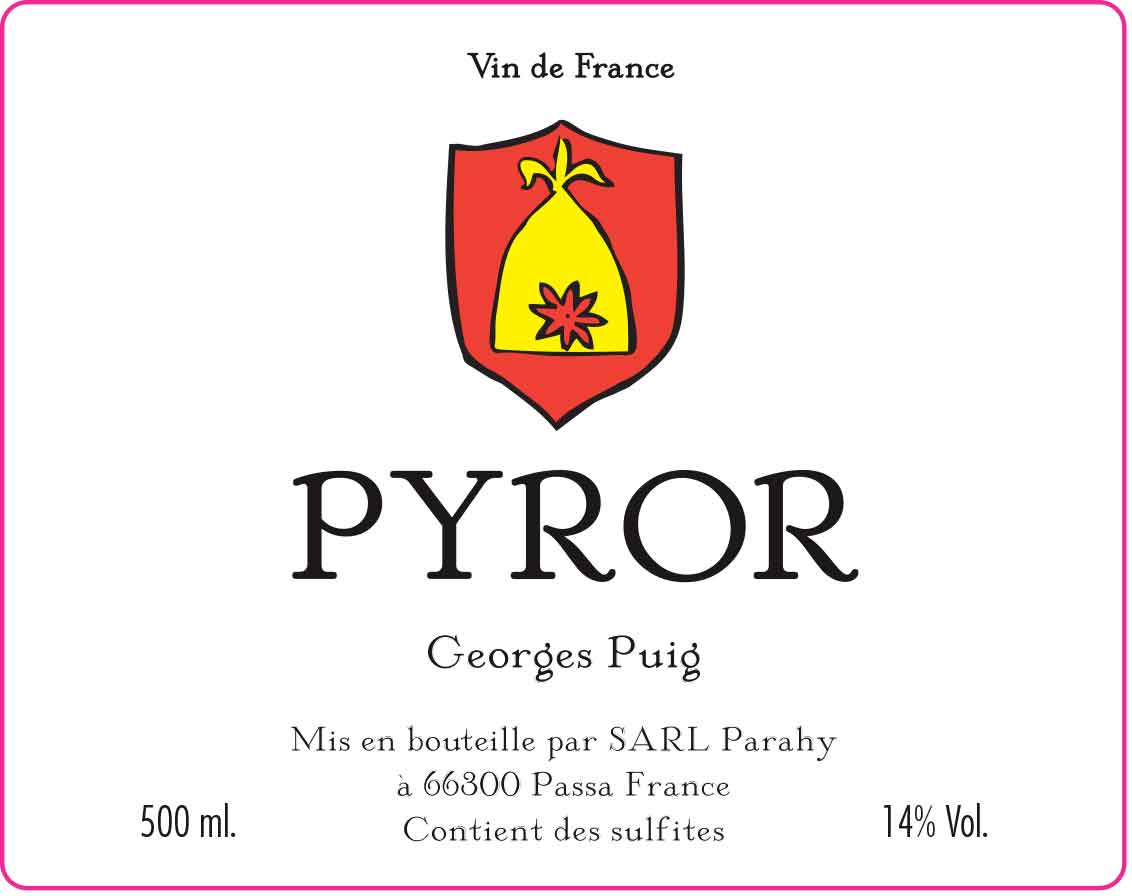 Vin de France
PYROR
Georges Puig
Mis en bouteille par SARL Parahy
à 66300 Passa France
500 ml.
Contient des sulfites
14% Vol.